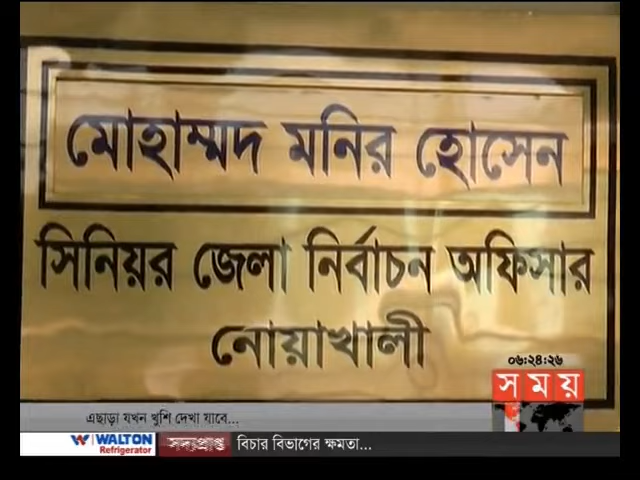 মোহাম্মদ মনির হোসেন
সিনিয়র জেলা নির্বাচন অফিসার
নোয়াখালী
০৬:২৪:২৬
সময়
এছাড়া যখন খুশি দেখা যাবে...
WALTON
Refrigerator
সদ্যপ্রাপ্ত
বিচার বিভাগের ক্ষমতা...